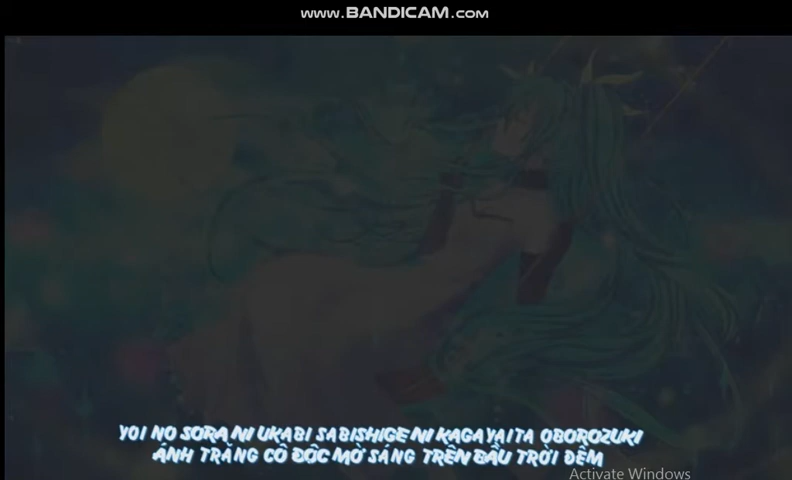 www.BANDICAM.com
YOI NO SORA NI UKABI SABISHIGE NI KAGAYAITA OBOROZUKI
ÁNH TRĂNG CÔ ĐỘC MỜ SÁNG TRÊN BẦU TRỜI ĐÊM
Activate Windows